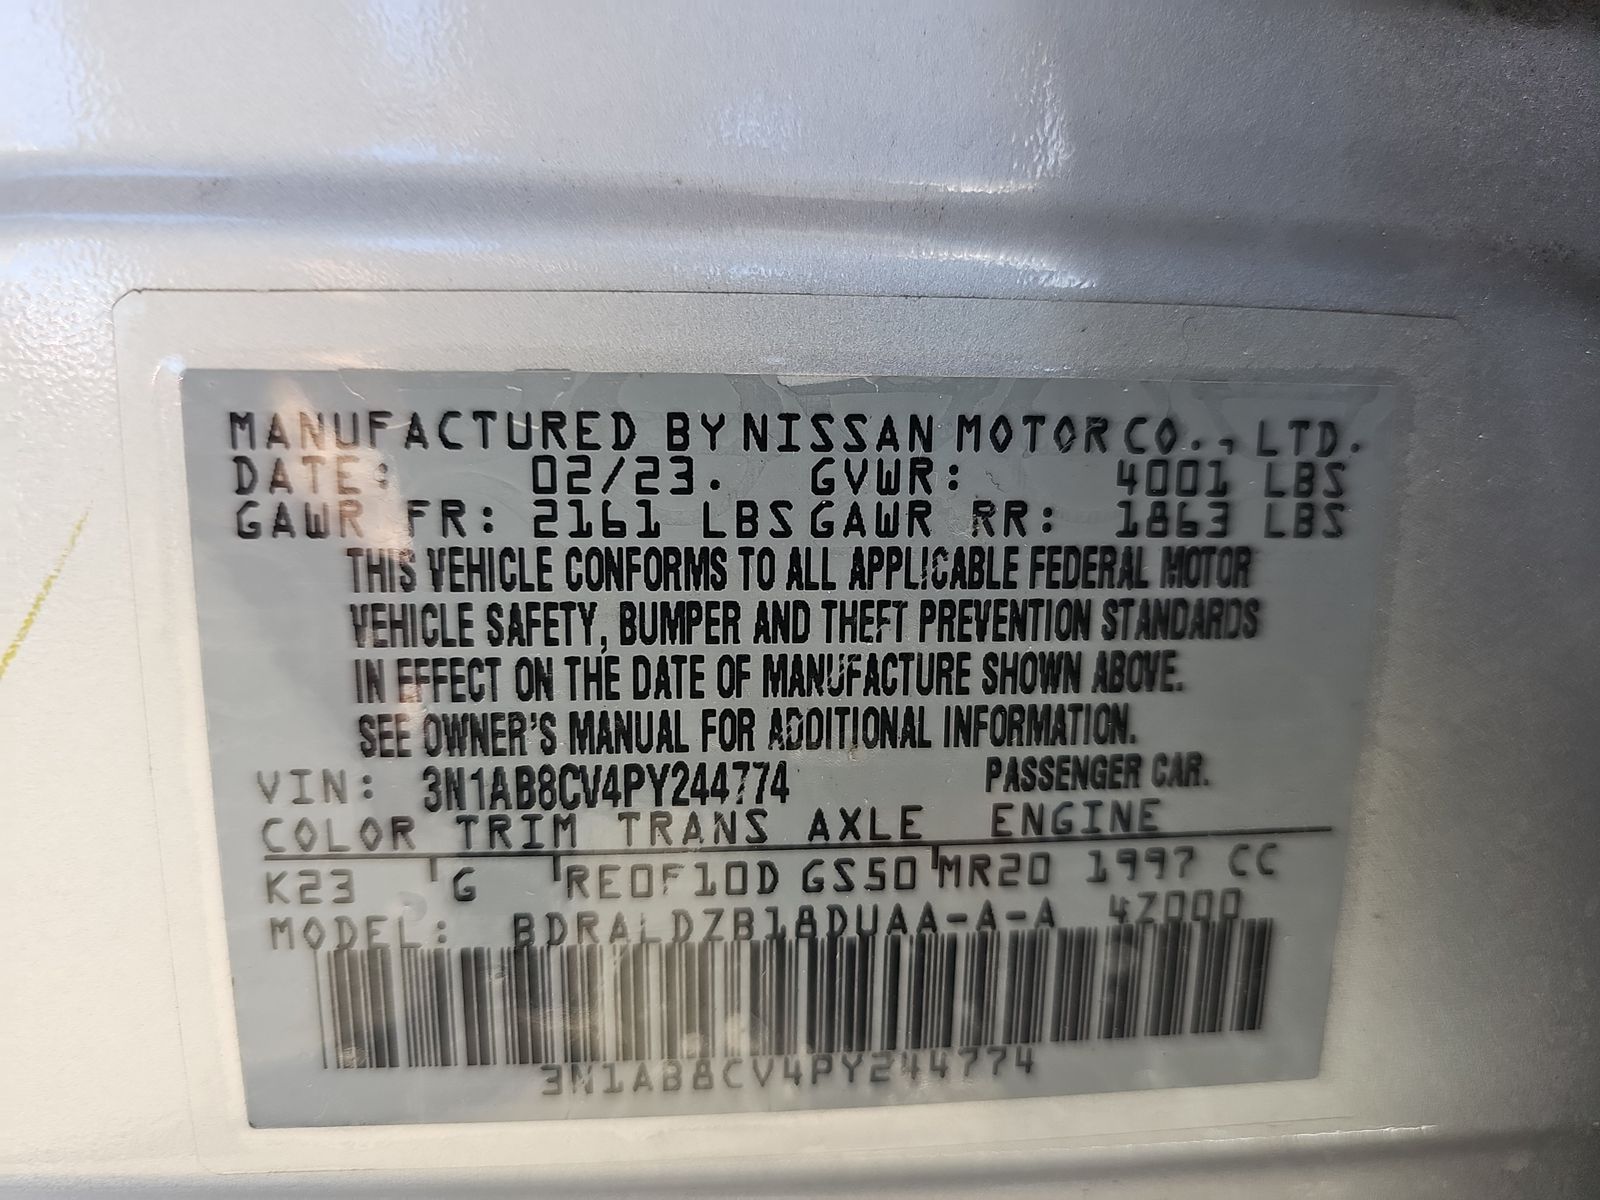 MANUFACTURED BY NISSAN MOTOR CO., LTD.
DATE: 02/23. GVWR: 4001 LBS
GAWR FR: 2161 LBS GAWR RR: 1863 LBS
THIS VEHICLE CONFORMS TO ALL APPLICABLE FEDERAL MOTOR
VEHICLE SAFETY, BUMPER AND THEFT PREVENTION STANDARDS
IN EFFECT ON THE DATE OF MANUFACTURE SHOWN ABOVE.
SEE OWNER'S MANUAL FOR ADDITIONAL INFORMATION.
VIN: 3N1AB8CV4PY244774 PASSENGER CAR.
COLOR TRIM TRANS AXLE ENGINE
K23 G RE0F10D GS50 MR20 1997 CC
MODEL: BDRALDZB18DUAA-A-A 4Z000
3N1AB8CV4PY244774